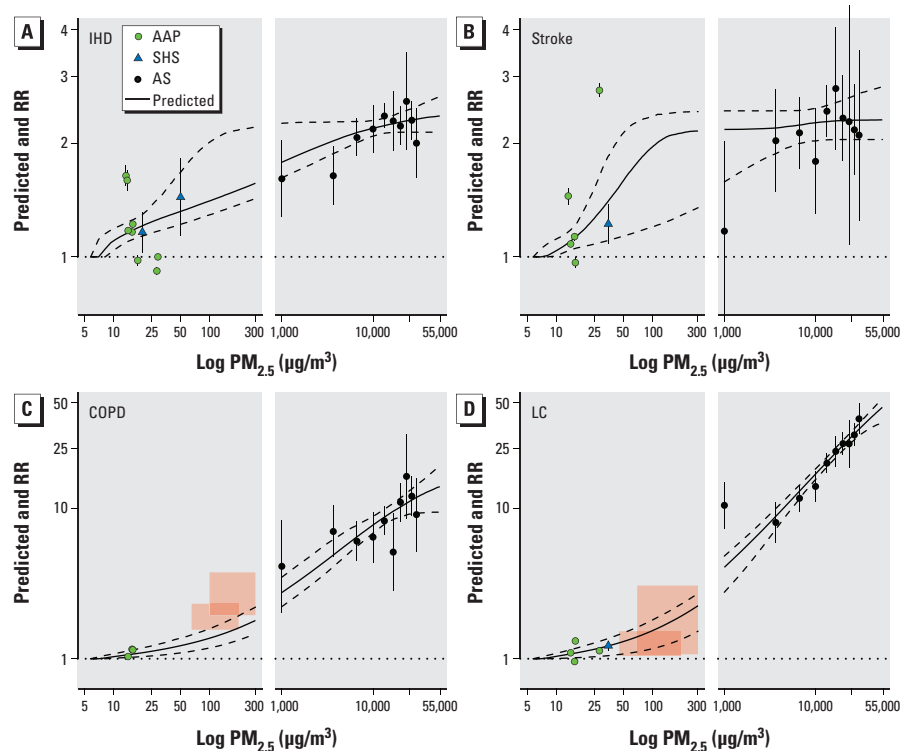 A
IHD
AAP
SHS
AS
Predicted
B
Stroke
Predicted and RR
4
3
2
1
5 10 25 50 100 300 1,000 10,000 55,000
Log PM2.5 (µg/m3)
Predicted and RR
4
3
2
1
5 10 25 50 100 300 1,000 10,000 55,000
Log PM2.5 (µg/m3)
C
COPD
D
LC
Predicted and RR
50
25
10
1
5 10 25 50 100 300 1,000 10,000 55,000
Log PM2.5 (µg/m3)
Predicted and RR
50
25
10
1
5 10 25 50 100 300 1,000 10,000 55,000
Log PM2.5 (µg/m3)